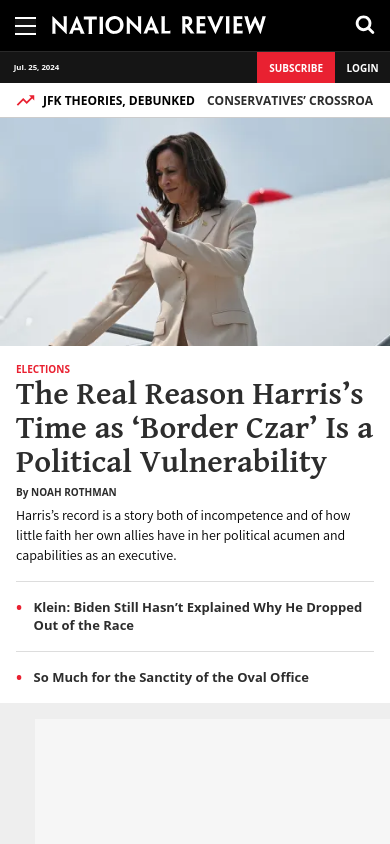 NATIONAL REVIEW
Jul. 25, 2024
SUBSCRIBE
LOGIN
JFK THEORIES, DEBUNKED CONSERVATIVES’ CROSSROA
ELECTIONS
The Real Reason Harris’s
Time as ‘Border Czar’ Is a
Political Vulnerability
By NOAH ROTHMAN
Harris’s record is a story both of incompetence and of how
little faith her own allies have in her political acumen and
capabilities as an executive.
Klein: Biden Still Hasn’t Explained Why He Dropped
Out of the Race
So Much for the Sanctity of the Oval Office